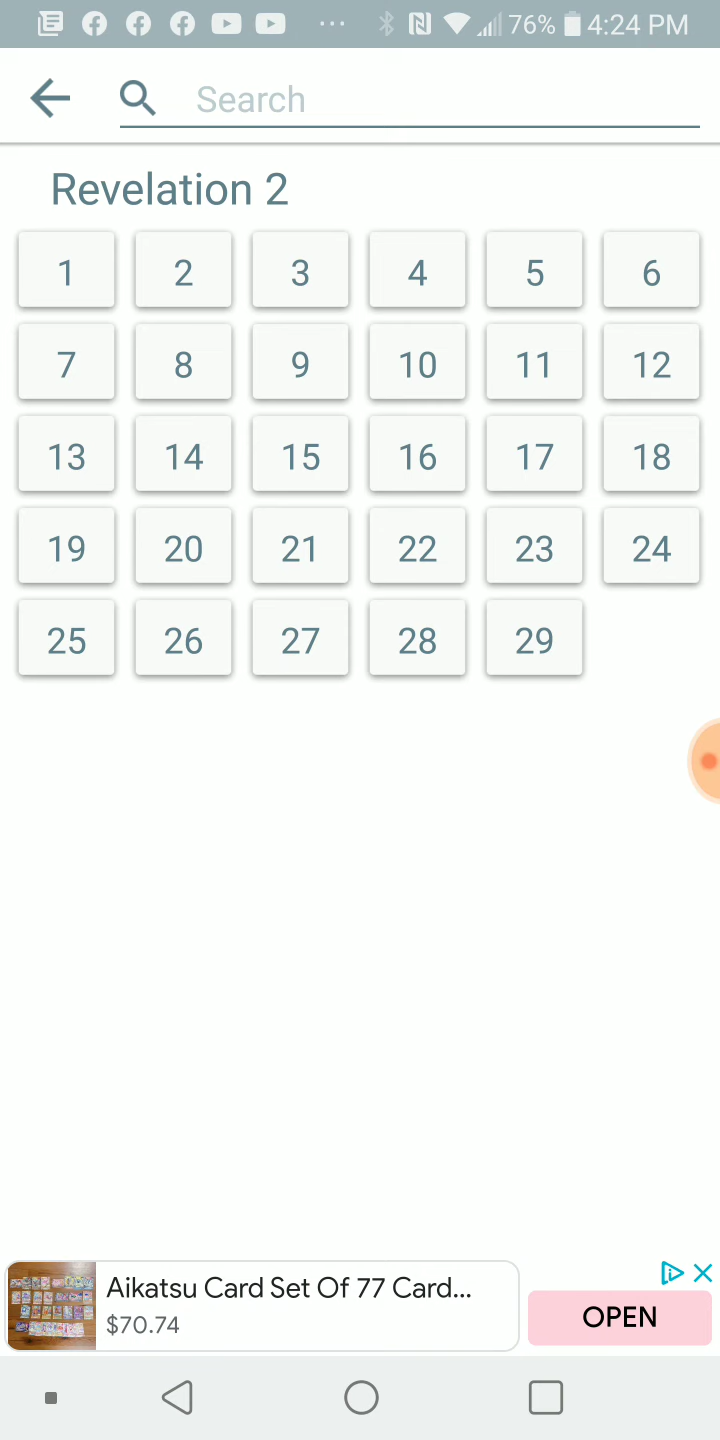 76% 4:24 PM
Search
Revelation 2
1 2 3 4 5 6
7 8 9 10 11 12
13 14 15 16 17 18
19 20 21 22 23 24
25 26 27 28 29
Aikatsu Card Set Of 77 Card...
$70.74
OPEN